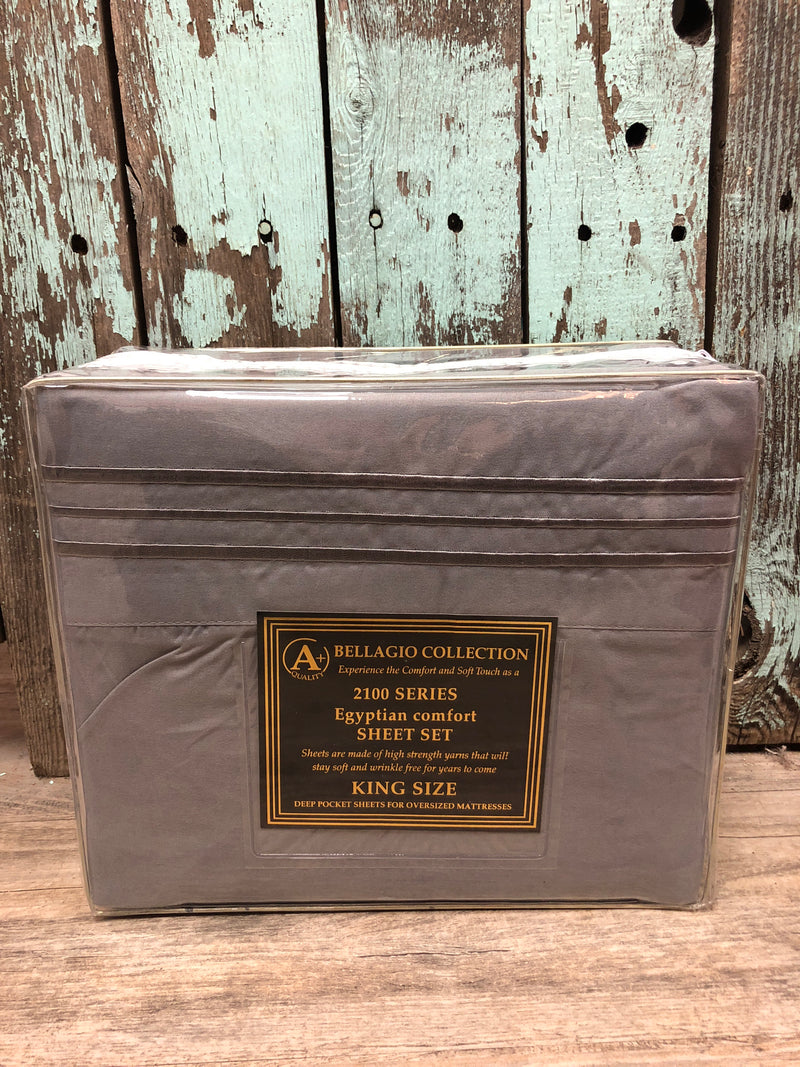 A+
QUALITY
BELLAGIO COLLECTION
Experience the Comfort and Soft Touch as a
2100 SERIES
Egyptian comfort
SHEET SET
Sheets are made of high strength yarns that will
stay soft and wrinkle free for years to come
KING SIZE
DEEP POCKET SHEETS FOR OVERSIZED MATTRESSES